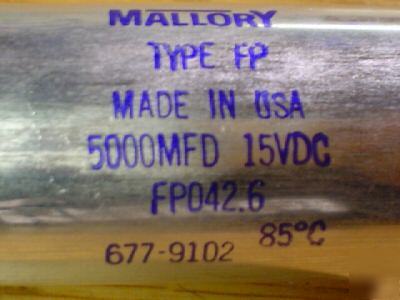 MALLORY
TYPE FP
MADE IN USA
5000MFD 15VDC
FP042.6
85°C
677-9102